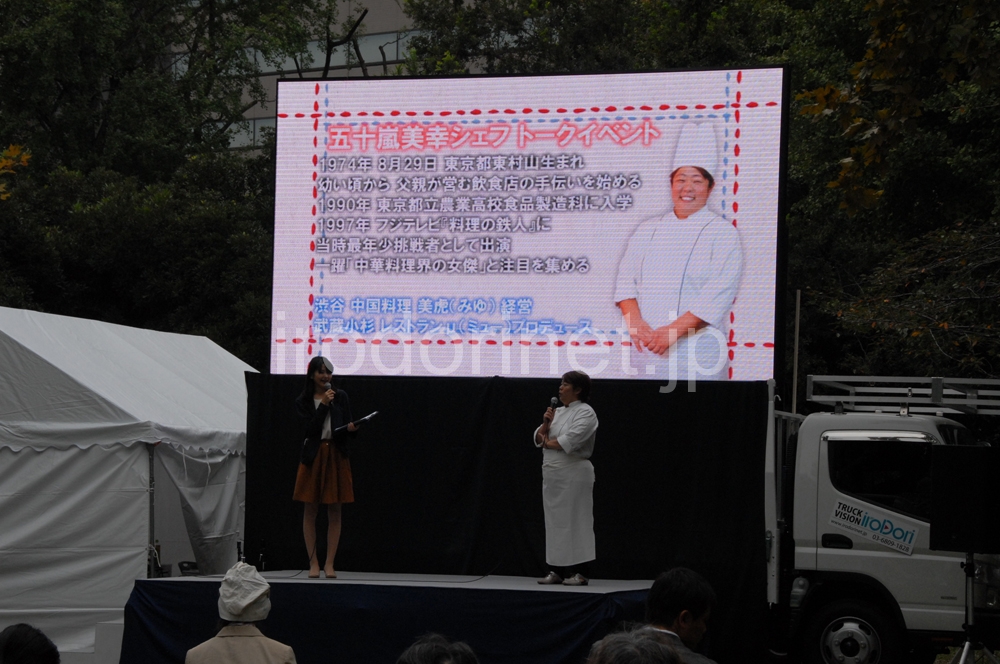 五十嵐美幸シェフ トークイベント
1974年 8月29日 東京都東村山生まれ
幼い頃から 父親が営む飲食店の手伝いを始める
1990年 東京都立農業高校食品製造科に入学
1997年 フジテレビ『料理の鉄人』に
当時最年少挑戦者として出演
一躍「中華料理界の女傑」と注目を集める
渋谷 中国料理 美虎(みゆ) 経営
武蔵小杉 レストランμ(ミュー)プロデュース
irodorinet.jp
TRUCK
VISION
iroDori
www.irodorinet.jp
03-6809-1828